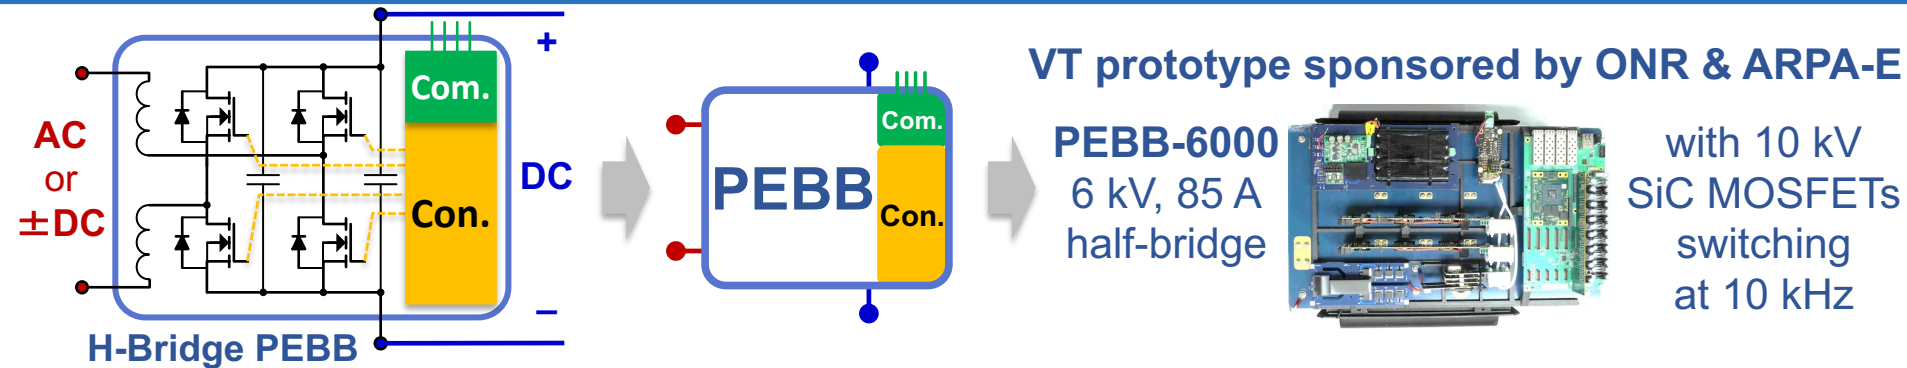 AC
or
±DC
Com.
Con.
+
DC
–
H-Bridge PEBB
PEBB
Com.
Con.
VT prototype sponsored by ONR & ARPA-E
PEBB-6000
6 kV, 85 A
half-bridge
with 10 kV
SiC MOSFETs
switching
at 10 kHz